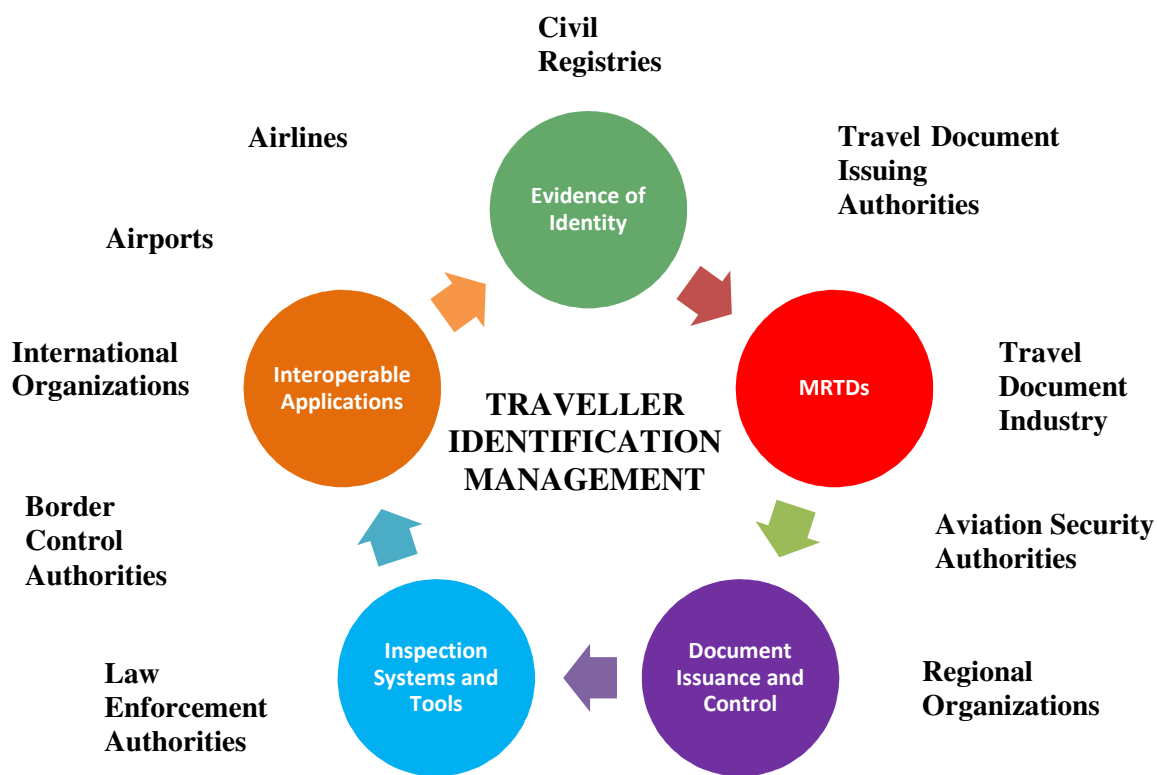 Civil
Registries
Airlines
Travel Document
Issuing
Authorities
Evidence of
Identity
Airports
International
Organizations
Interoperable
Applications
TRAVELLER
IDENTIFICATION
MANAGEMENT
MRTDs
Travel
Document
Industry
Border
Control
Authorities
Aviation Security
Authorities
Inspection
Systems and
Tools
Document
Issuance and
Control
Law
Enforcement
Authorities
Regional
Organizations